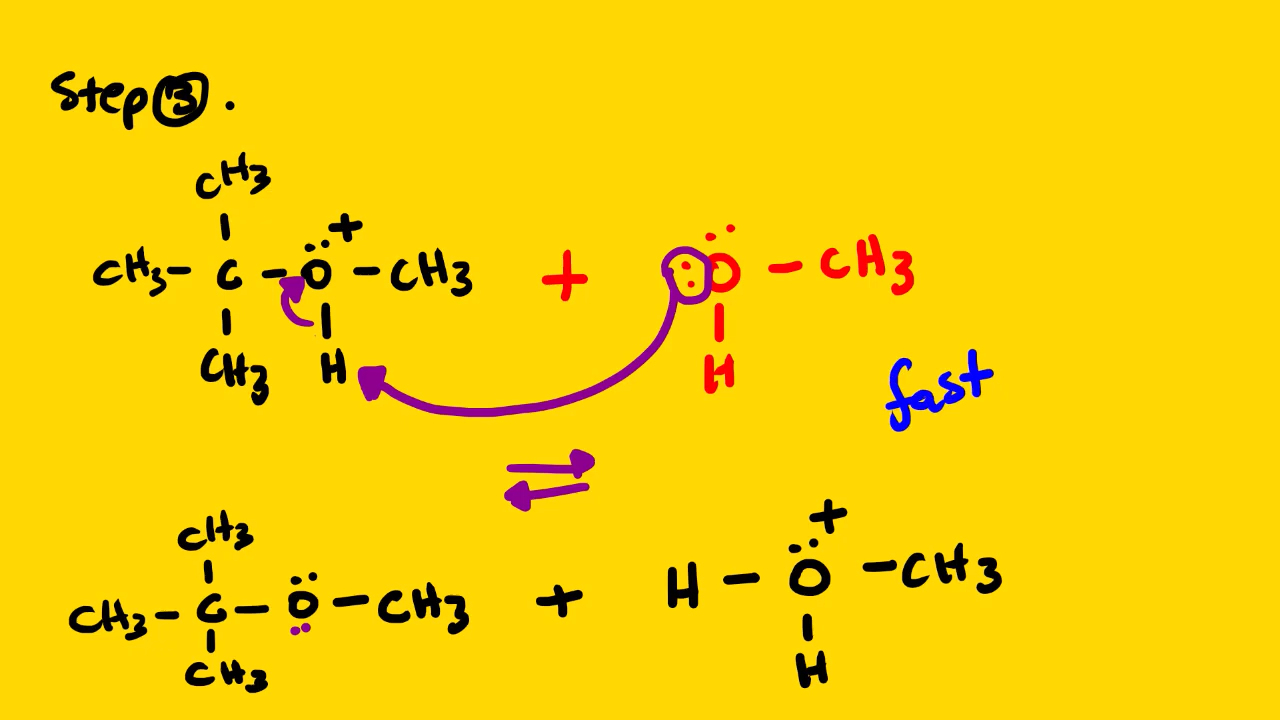 Step ③.
CH3
CH3 - C - O - CH3 + O - CH3
+
CH3 H H
fast
CH3
CH3 - C - O - CH3 + H - O - CH3
+
CH3 H